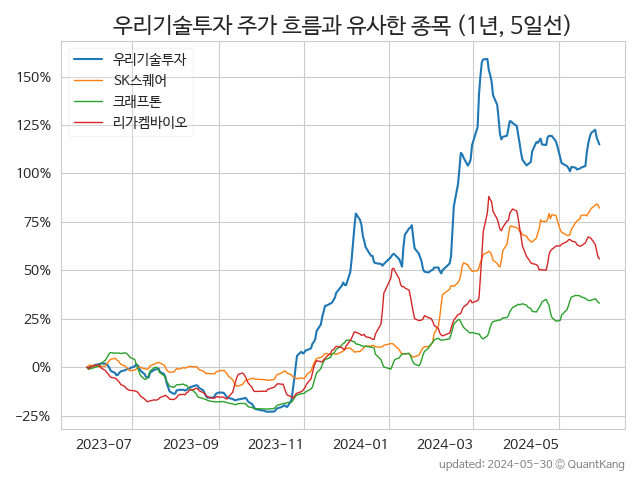 우리기술투자 주가 흐름과 유사한 종목 (1년, 5일선)
우리기술투자
SK스퀘어
크래프톤
리가켐바이오
150%
125%
100%
75%
50%
25%
0%
−25%
2023-07 2023-09 2023-11 2024-01 2024-03 2024-05
updated: 2024-05-30 © QuantKang